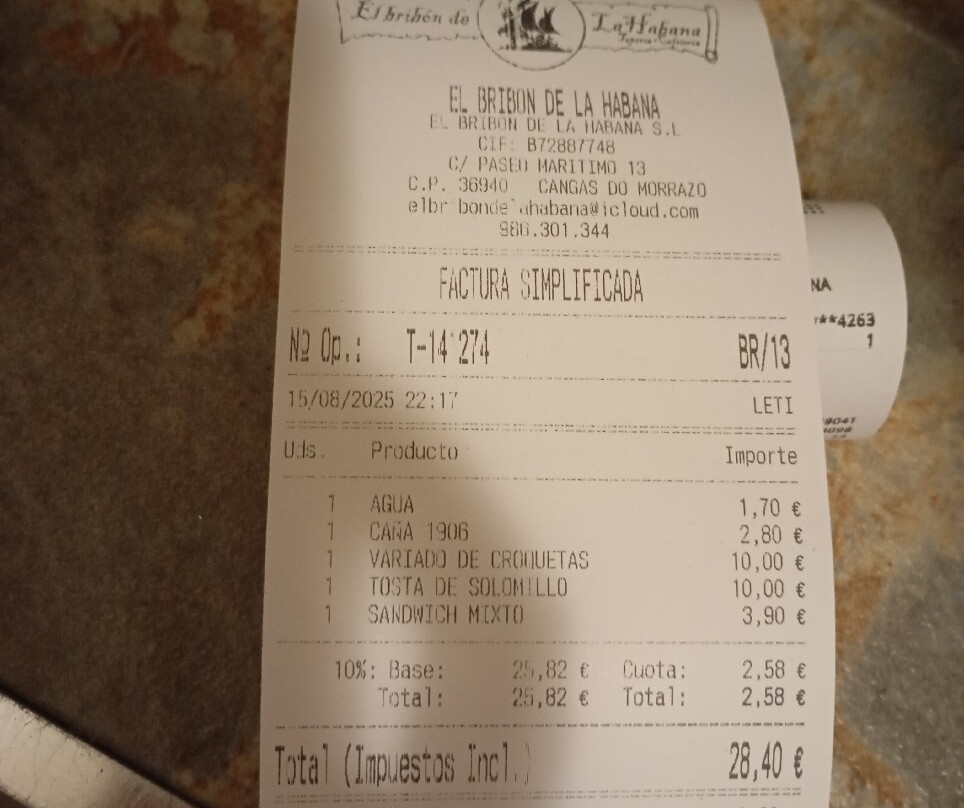 El bribón de La Habana
Taperia - Cafeteria
EL BRIBON DE LA HABANA
EL BRIBON DE LA HABANA S.L
CIF: B72887748
C/ PASEO MARITIMO 13
C.P. 36940 CANGAS DO MORRAZO
elbribondelahabana@icloud.com
986.301.344
FACTURA SIMPLIFICADA
Nº Op.: T-14*274 BR/13
15/08/2025 22:17 LETI
Uds. Producto Importe
1 AGUA 1,70 €
1 CAÑA 1906 2,80 €
1 VARIADO DE CROQUETAS 10,00 €
1 TOSTA DE SOLOMILLO 10,00 €
1 SANDWICH MIXTO 3,90 €
10%: Base: 25,82 € Cuota: 2,58 €
Total: 25,82 € Total: 2,58 €
Total (Impuestos Incl.) 28,40 €
NA
**4263
1